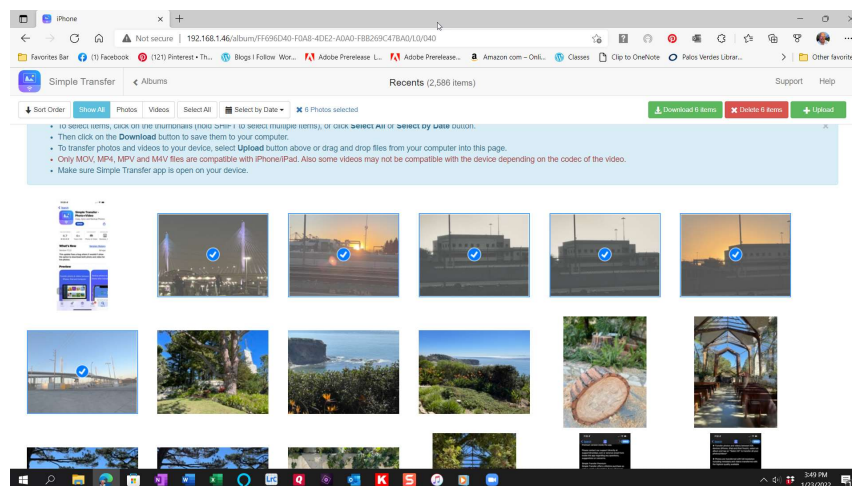 iPhone
Not secure | 192.168.1.46/album/FF696D40-F0A8-4DE2-A0A0-FBB269C47BA0/L0/040
Favorites Bar (1) Facebook (121) Pinterest • Th... Blogs I Follow Wor... Adobe Prerelease L... Adobe Prerelease... Amazon com – Onli... Classes Clip to OneNote Palos Verdes Librar... Other favorite
Simple Transfer Albums Recents (2,586 items) Support Help
Sort Order Show All Photos Videos Select All Select by Date 6 Photos selected Download 6 items Delete 6 items Upload
• To select items, click on the thumbnails (hold SHIFT to select multiple items), or click Select All or Select by Date button.
• Then click on the Download button to save them to your computer.
• To transfer photos and videos to your device, select Upload button above or drag and drop files from your computer into this page.
• Only MOV, MP4, MPV and M4V files are compatible with iPhone/iPad. Also some videos may not be compatible with the device depending on the codec of the video.
• Make sure Simple Transfer app is open on your device.
Simple Transfer -
Photo+Video
What's New
Preview
LrC
3:49 PM
1/23/2022